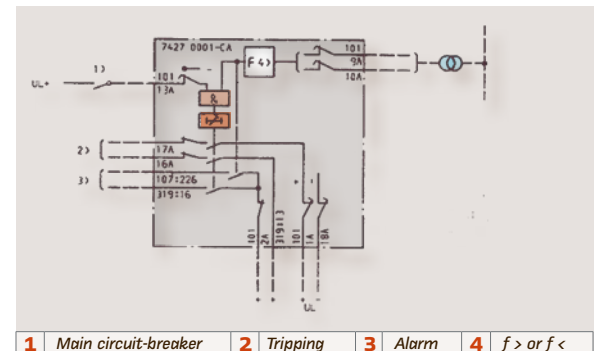 7427 0001-CA
101
F 4)
9A
10A
1)
UL+
101
13A
R
2)
17A
16A
3)
107:226
319:16
+ -
101
2A
319:13
101
1A
18A
+ - + -
UL
1 Main circuit-breaker 2 Tripping 3 Alarm 4 f > or f <